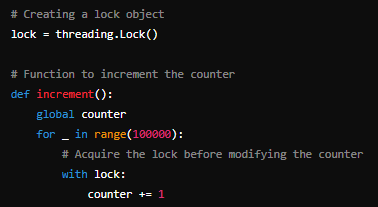 # Creating a lock object
lock = threading.Lock()

# Function to increment the counter
def increment():
    global counter
    for _ in range(100000):
        # Acquire the lock before modifying the counter
        with lock:
            counter += 1